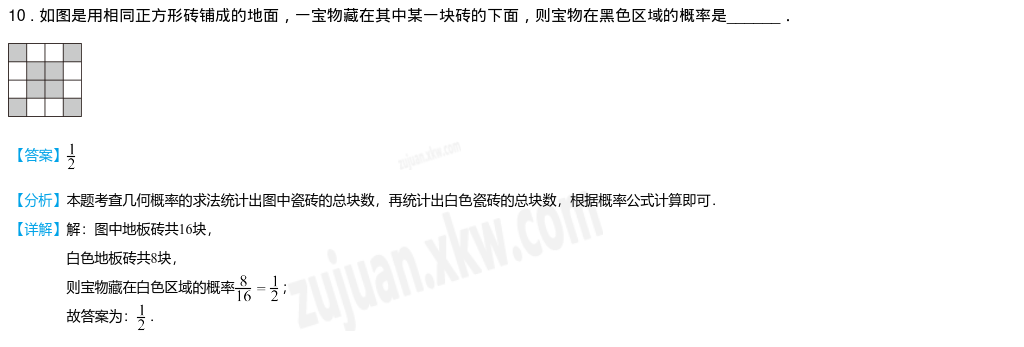 10．如图是用相同正方形砖铺成的地面，一宝物藏在其中某一块砖的下面，则宝物在黑色区域的概率是______．
zujuan.xkw.com
【答案】1/2
【分析】本题考查几何概率的求法统计出图中瓷砖的总块数，再统计出白色瓷砖的总块数，根据概率公式计算即可．
【详解】解：图中地板砖共16块，
白色地板砖共8块，
则宝物藏在白色区域的概率8/16=1/2；
故答案为：1/2．
zujuan.xkw.com